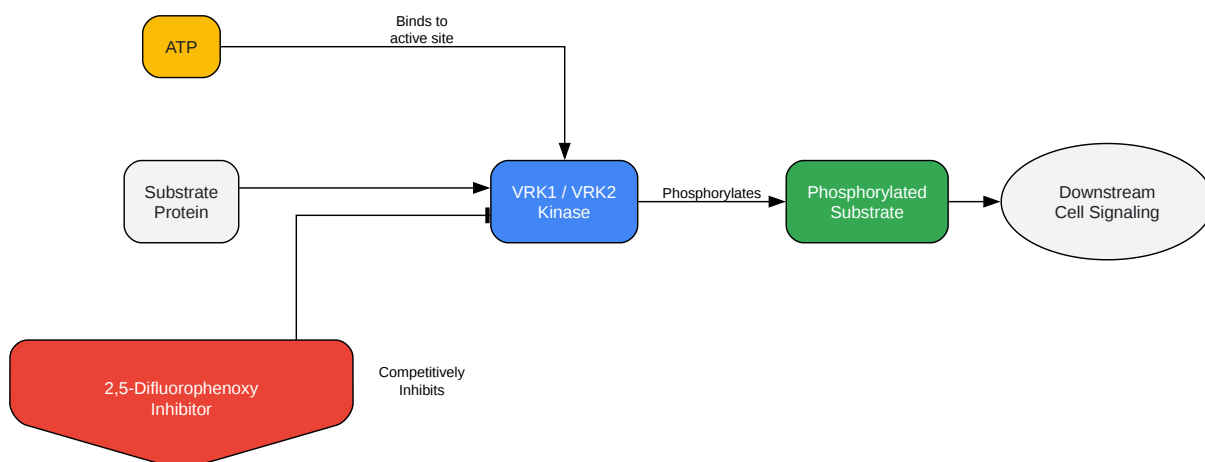 ATP
Binds to
active site
Substrate
Protein
VRK1 / VRK2
Kinase
Phosphorylates
Phosphorylated
Substrate
Downstream
Cell Signaling
2,5-Difluorophenoxy
Inhibitor
Competitively
Inhibits